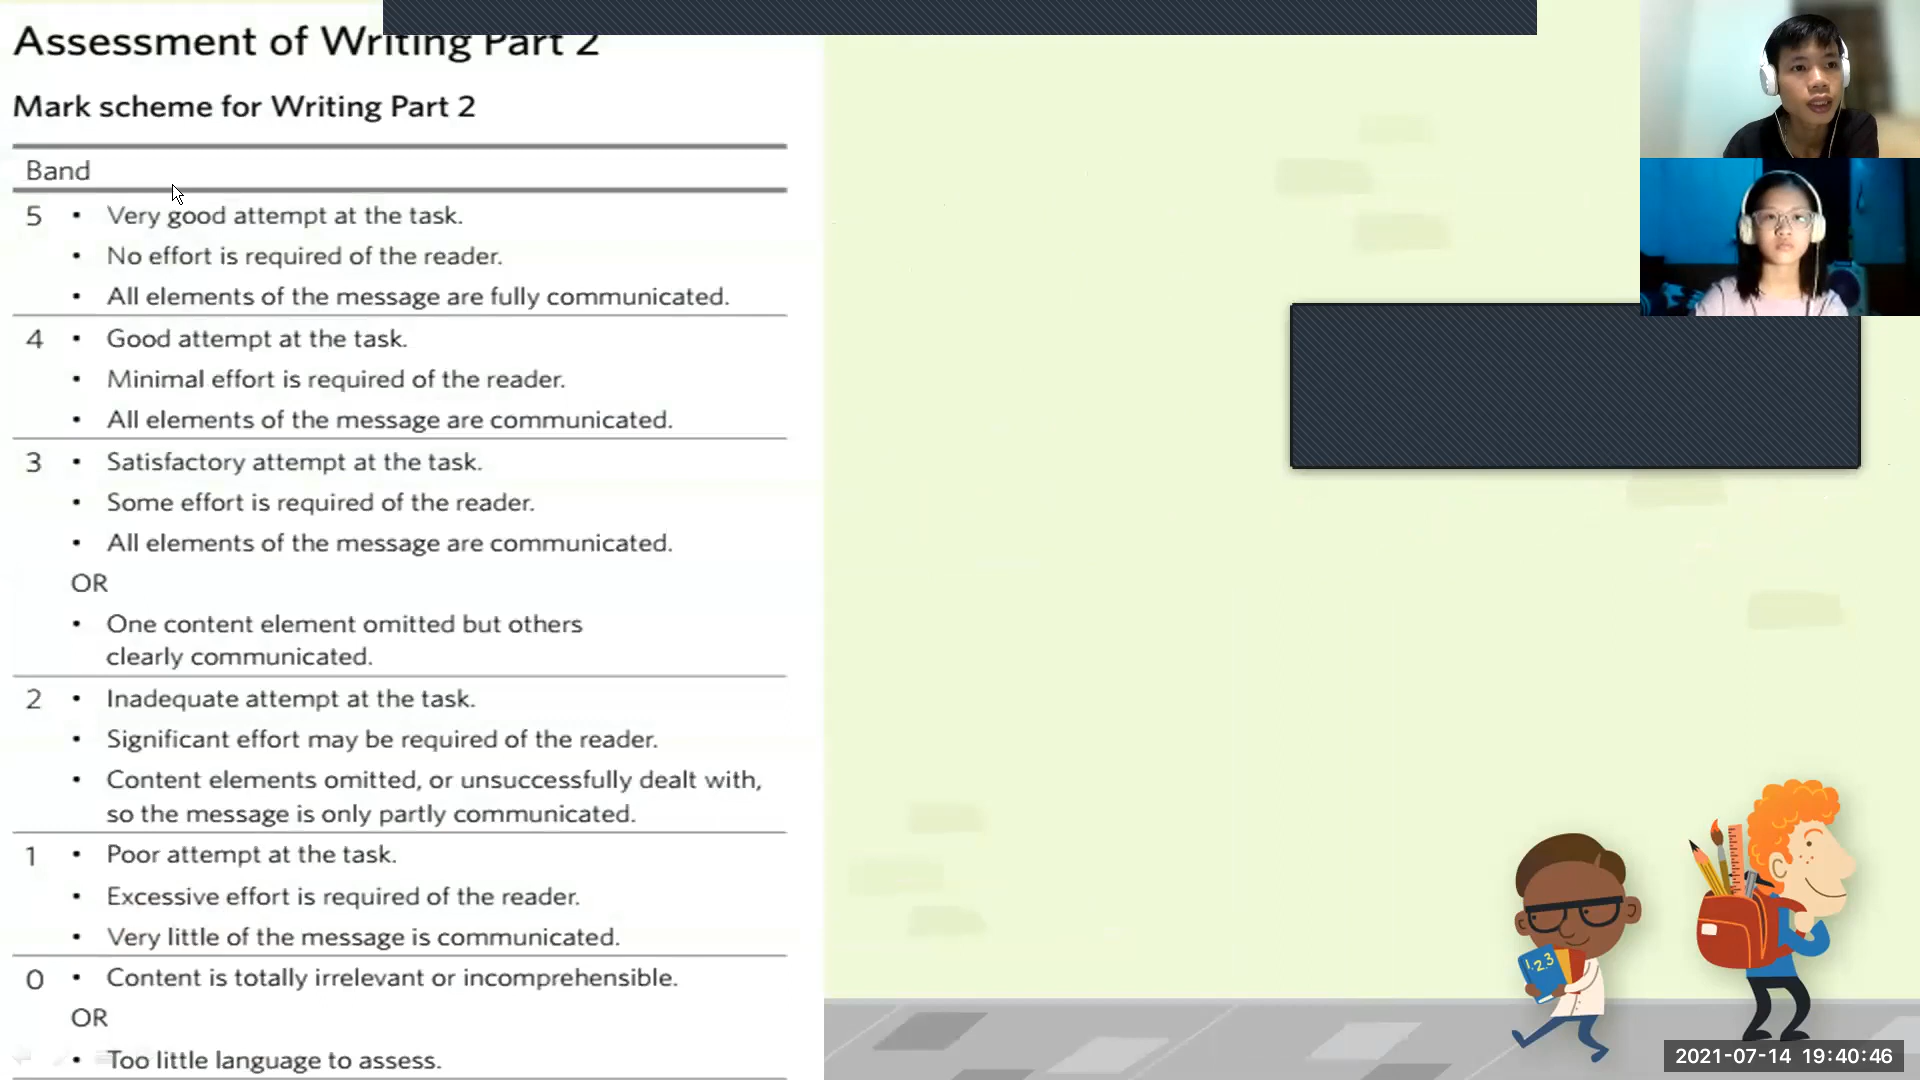 Assessment of Writing Part 2
Mark scheme for Writing Part 2
Band
5 • Very good attempt at the task.
• No effort is required of the reader.
• All elements of the message are fully communicated.
4 • Good attempt at the task.
• Minimal effort is required of the reader.
• All elements of the message are communicated.
3 • Satisfactory attempt at the task.
• Some effort is required of the reader.
• All elements of the message are communicated.
OR
• One content element omitted but others
clearly communicated.
2 • Inadequate attempt at the task.
• Significant effort may be required of the reader.
• Content elements omitted, or unsuccessfully dealt with,
so the message is only partly communicated.
1 • Poor attempt at the task.
• Excessive effort is required of the reader.
• Very little of the message is communicated.
0 • Content is totally irrelevant or incomprehensible.
OR
• Too little language to assess.
1.23
2021-07-14 19:40:46